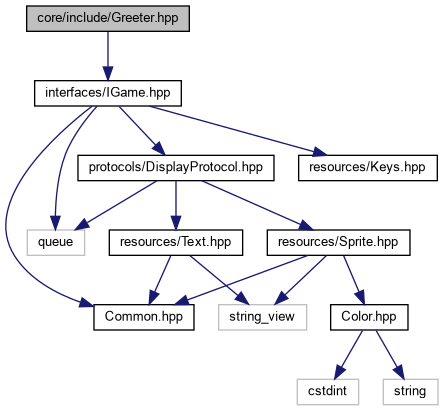 core/include/Greeter.hpp
interfaces/IGame.hpp
protocols/DisplayProtocol.hpp
resources/Keys.hpp
queue
resources/Text.hpp
resources/Sprite.hpp
Common.hpp
string_view
Color.hpp
cstdint
string